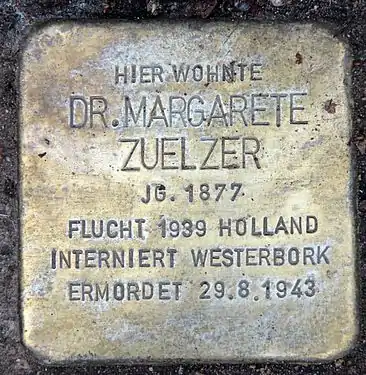 HIER WOHNTE
DR. MARGARETE
ZUELZER
JG. 1877
FLUCHT 1939 HOLLAND
INTERNIERT WESTERBORK
ERMORDET 29.8.1943